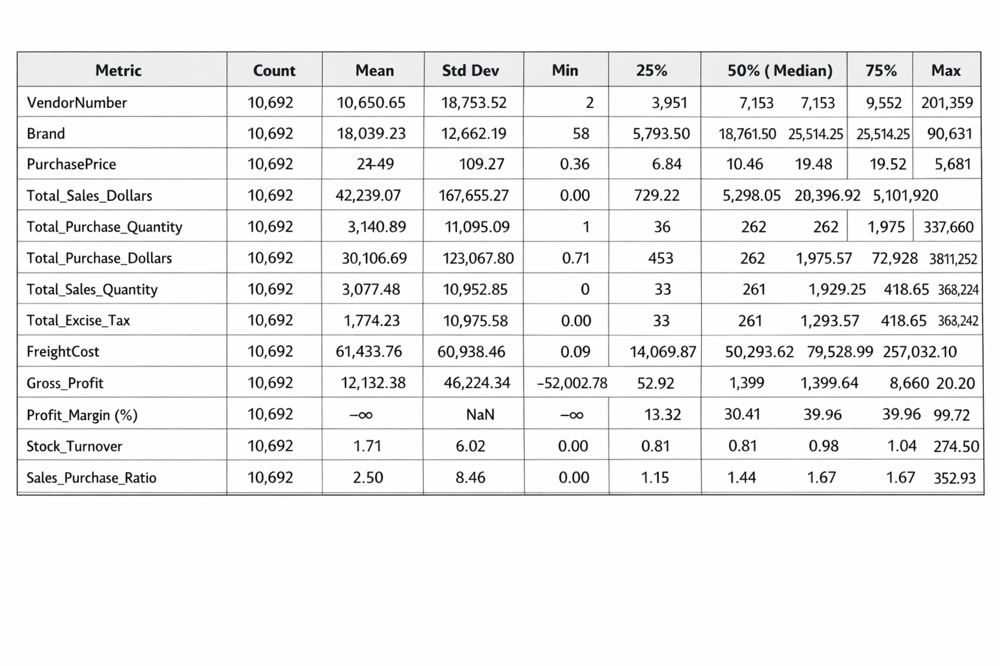 Metric Count Mean Std Dev Min 25% 50% ( Median) 75% Max
VendorNumber 10,692 10,650.65 18,753.52 2 3,951 7,153 7,153 9,552 201,359
Brand 10,692 18,039.23 12,662.19 58 5,793.50 18,761.50 25,514.25 25,514.25 90,631
PurchasePrice 10,692 109.27 0.36 6.84 10.46 19.48 19.52 5,681
Total_Sales_Dollars 10,692 42,239.07 167,655.27 0.00 729.22 5,298.05 28,396.92 5,101,920
Total_Purchase_Quantity 10,692 3,140.89 11,095.09 1 36 262 262 1,975 337,660
Total_Purchase_Dollars 10,692 30,106.69 123,067.80 0.71 453 262 1,975.57 72,928 3811,252
Total_Sales_Quantity 10,692 3,077.48 10,952.85 0 33 261 1,929.25 418.65 368,224
Total_Excise_Tax 10,692 1,774.23 10,975.58 0.00 33 261 1,293.57 418.65 368,242
FreightCost 10,692 61,433.76 60,938.46 0.09 14,069.87 50,293.62 79,528.99 257,032.10
Gross_Profit 10,692 12,132.38 46,224.34 −52,002.78 52.92 1,399 1,399.64 8,660 20.20
Profit_Margin (%) 10,692 −∞ NaN −∞ 13.32 30.41 39.96 39.96 99.72
Stock_Turnover 10,692 1.71 6.02 0.00 0.81 0.81 0.98 1.04 274.50
Sales_Purchase_Ratio 10,692 2.50 8.46 0.00 1.15 1.44 1.67 1.67 352.93